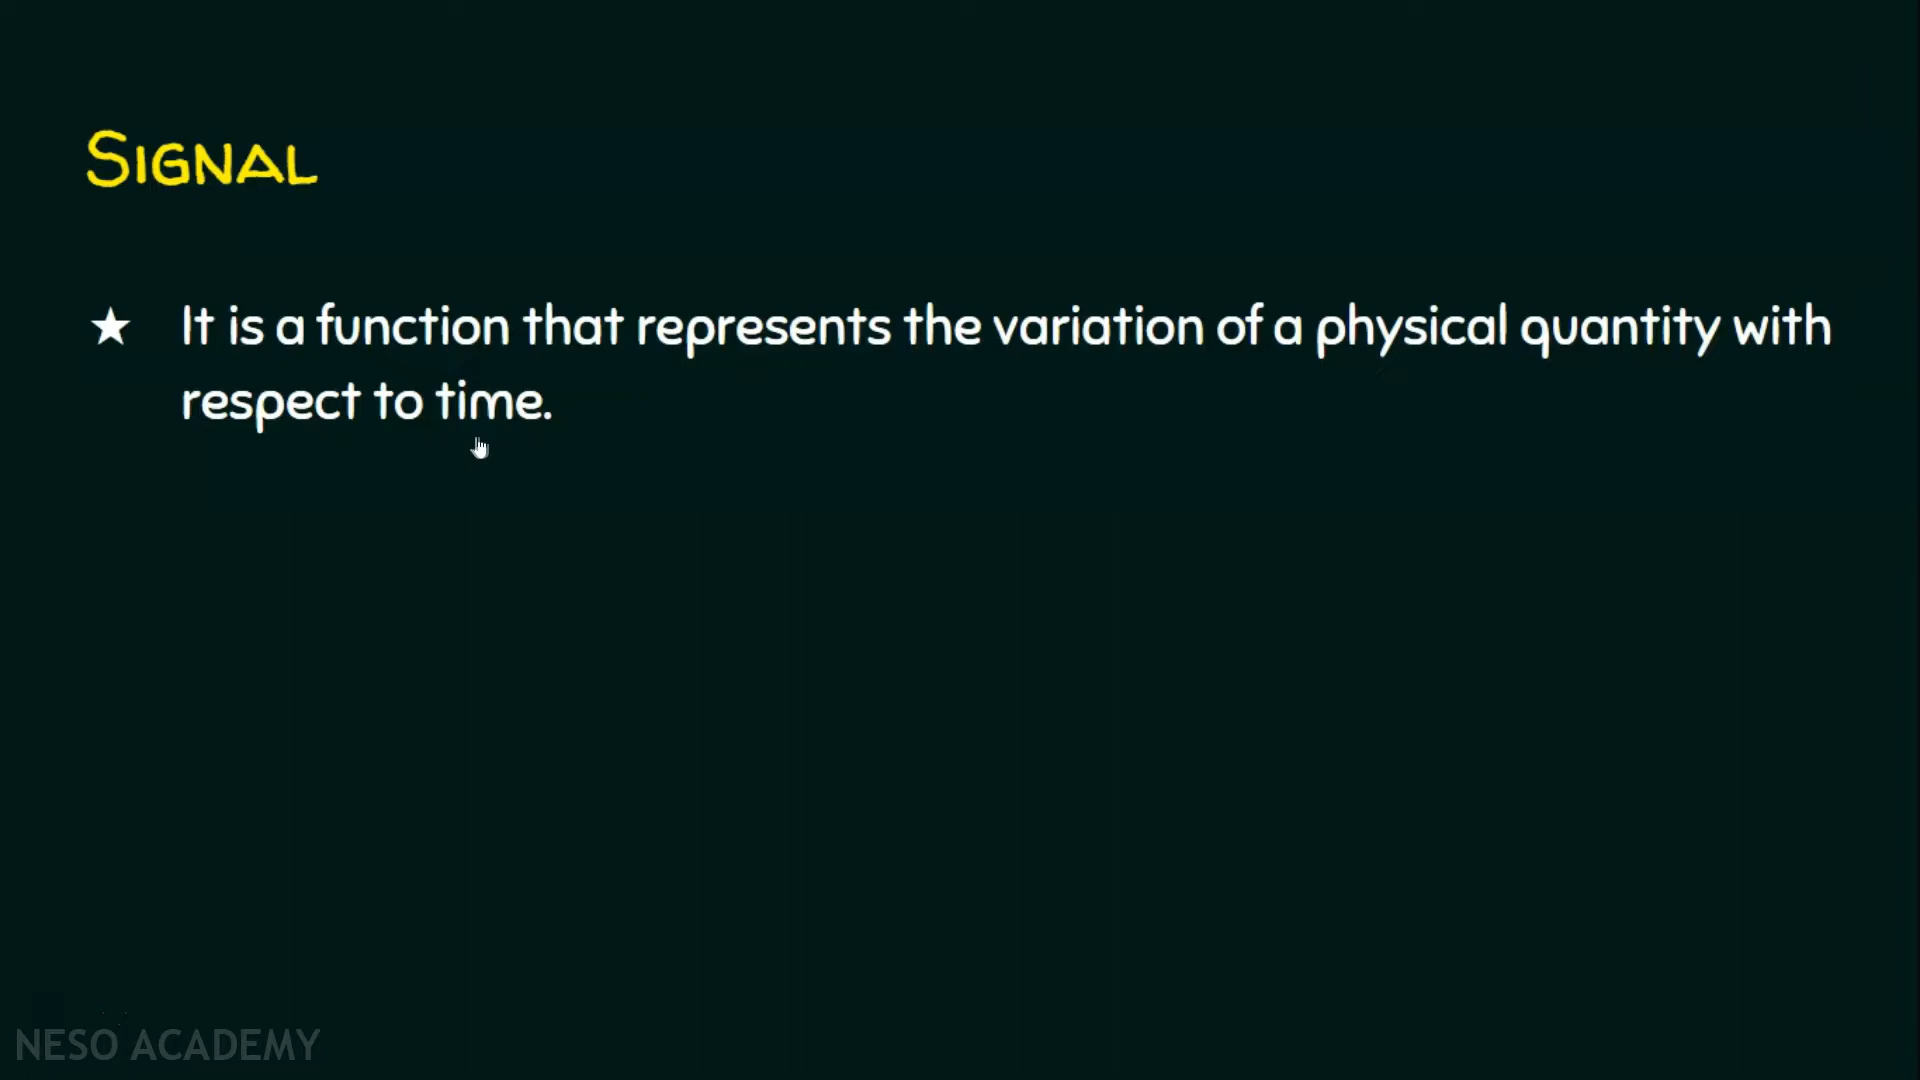 SIGNAL
★ It is a function that represents the variation of a physical quantity with
respect to time.
NESO ACADEMY